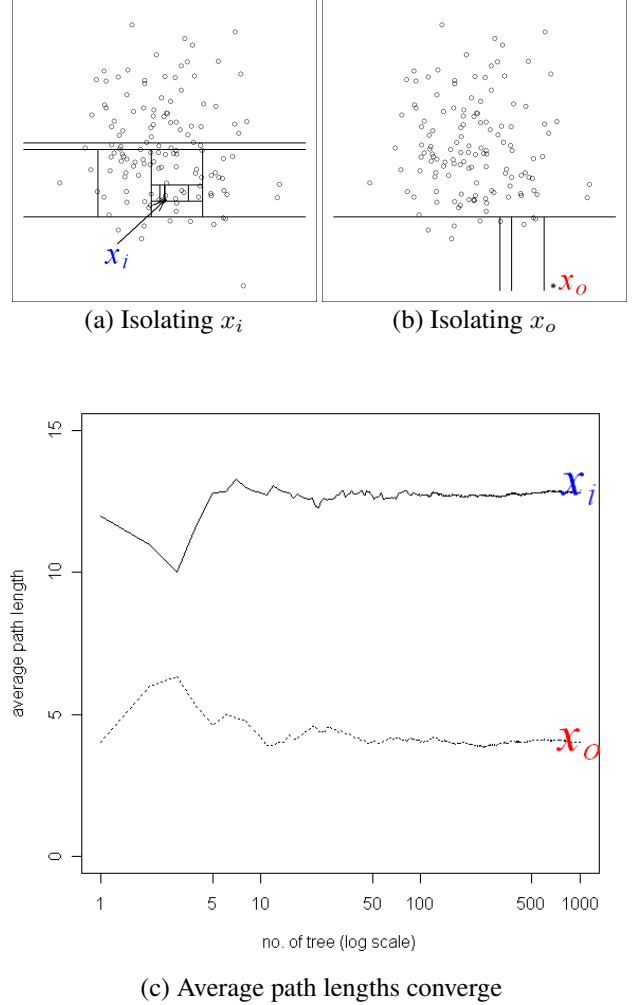 x_i
x_o
(a) Isolating x_i
(b) Isolating x_o
15
10
5
0
average path length
x_i
x_o
1 5 10 50 100 500 1000
no. of tree (log scale)
(c) Average path lengths converge